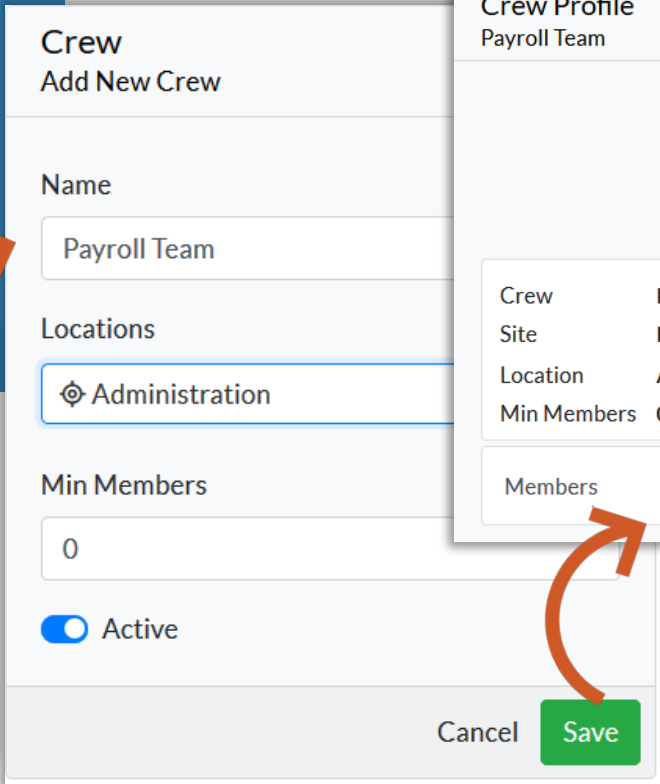 Crew
Add New Crew
Name
Payroll Team
Locations
Administration
Min Members
0
Active
Cancel
Save
Crew Profile
Payroll Team
Crew
Site
Location
Min Members
Members